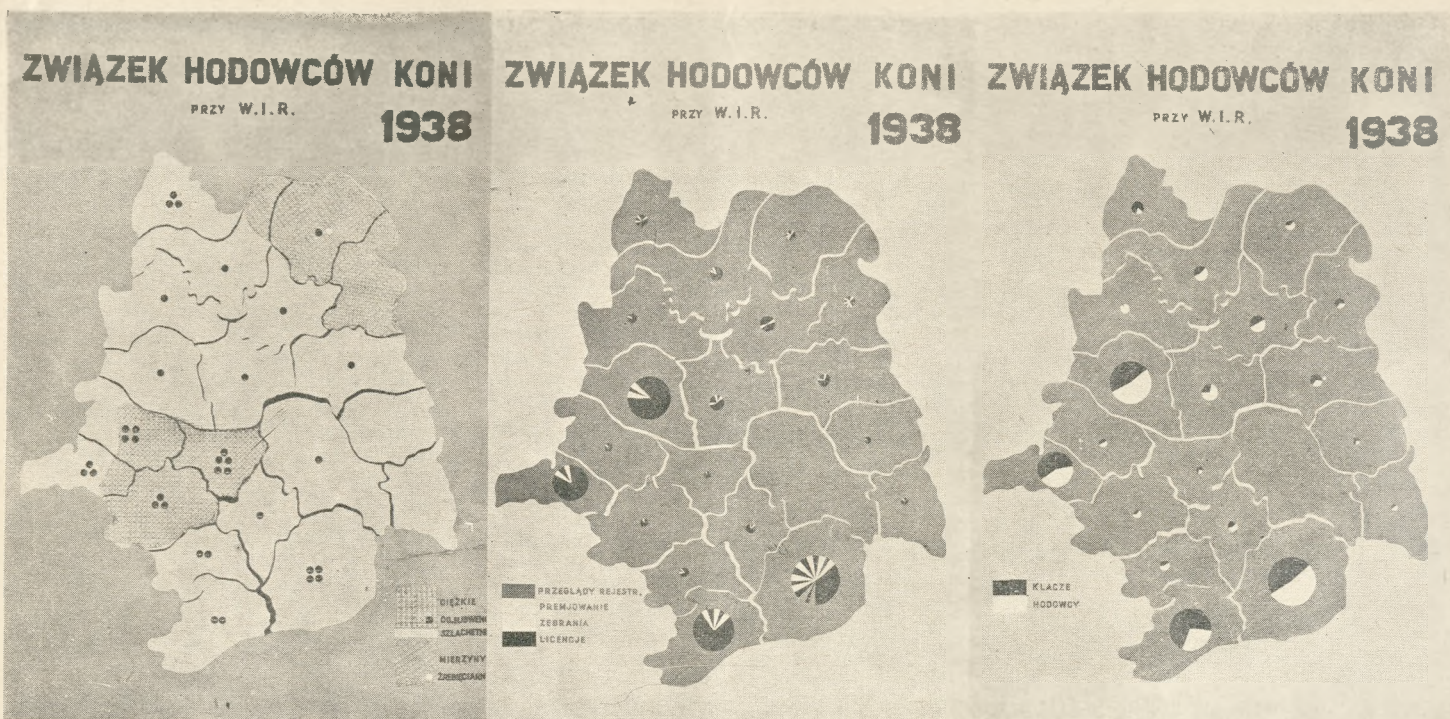 ZWIĄZEK HODOWCÓW KONI
PRZY W.I.R.
1938
CIĘŻKIE
SZLACHETNE
MIERZYNY
ZWIĄZEK HODOWCÓW KONI
PRZY W.I.R.
1938
PRZEGLĄDY REJESTR,
PREMJOWANIE
ZEBRANIA
LICENCJE
ZWIĄZEK HODOWCÓW KONI
PRZY W.I.R.
1938
KLACZE
HODOWCY